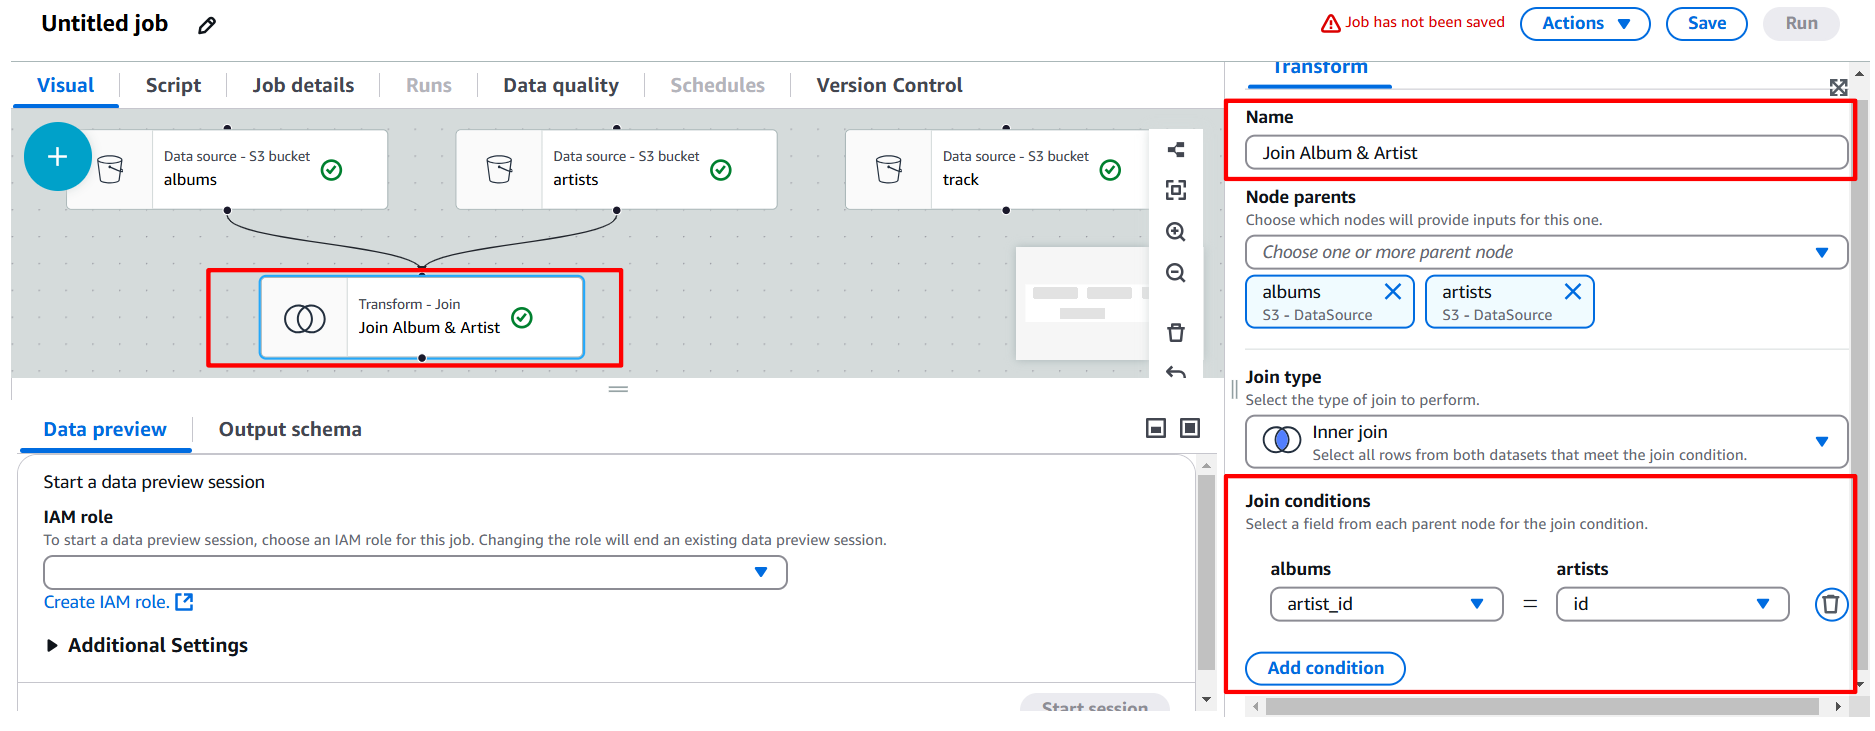 Untitled job
Job has not been saved
Actions
Save
Run
Visual
Script
Job details
Runs
Data quality
Schedules
Version Control
Data source - S3 bucket
albums
Data source - S3 bucket
artists
Data source - S3 bucket
track
Transform - Join
Join Album & Artist
Data preview
Output schema
Start a data preview session
IAM role
To start a data preview session, choose an IAM role for this job. Changing the role will end an existing data preview session.
Create IAM role.
Additional Settings
Start session
Transform
Name
Join Album & Artist
Node parents
Choose which nodes will provide inputs for this one.
Choose one or more parent node
albums
S3 - DataSource
artists
S3 - DataSource
Join type
Select the type of join to perform.
Inner join
Select all rows from both datasets that meet the join condition.
Join conditions
Select a field from each parent node for the join condition.
albums
artists
artist_id
=
id
Add condition